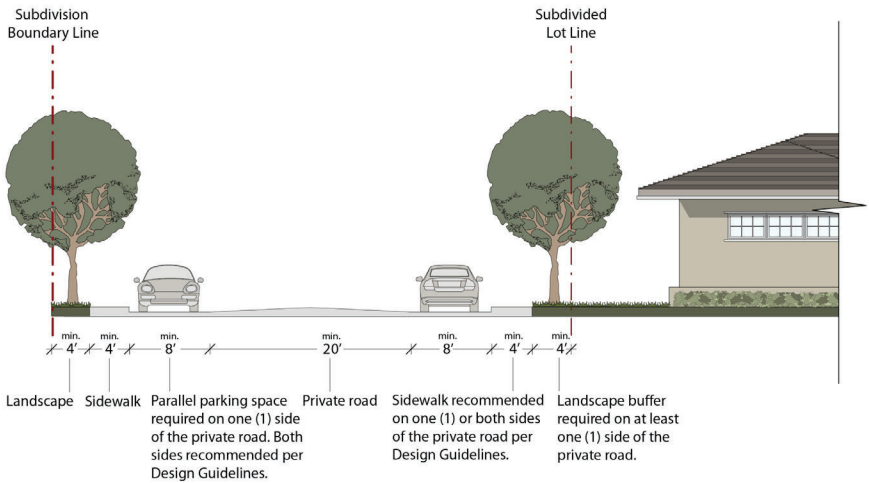 Subdivision
Boundary Line
Subdivided
Lot Line
min.
4'
min.
4'
min.
8'
min.
20'
min.
8'
min.
4'
min.
4'
Landscape
Sidewalk
Parallel parking space
required on one (1) side
of the private road. Both
sides recommended per
Design Guidelines.
Private road
Sidewalk recommended
on one (1) or both sides
of the private road per
Design Guidelines.
Landscape buffer
required on at least
one (1) side of the
private road.